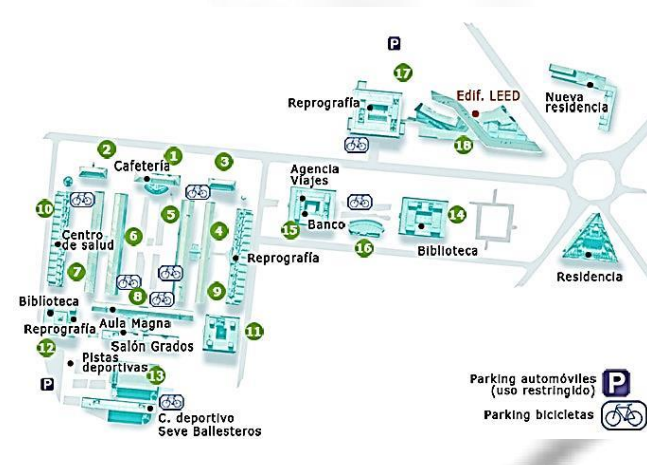 P
17
Reprografía
Edif. LEED
Nueva
residencia
18
2
1
3
Cafetería
Agencia
Viajes
10
5
4
6
Centro
de salud
14
15
Banco
16
Biblioteca
Reprografía
Residencia
7
8
9
Biblioteca
Aula Magna
Reprografía
11
12
Salón Grados
Pistas
deportivas
13
P
C. deportivo
Seve Ballesteros
Parking automóviles
(uso restringido)
P
Parking bicicletas